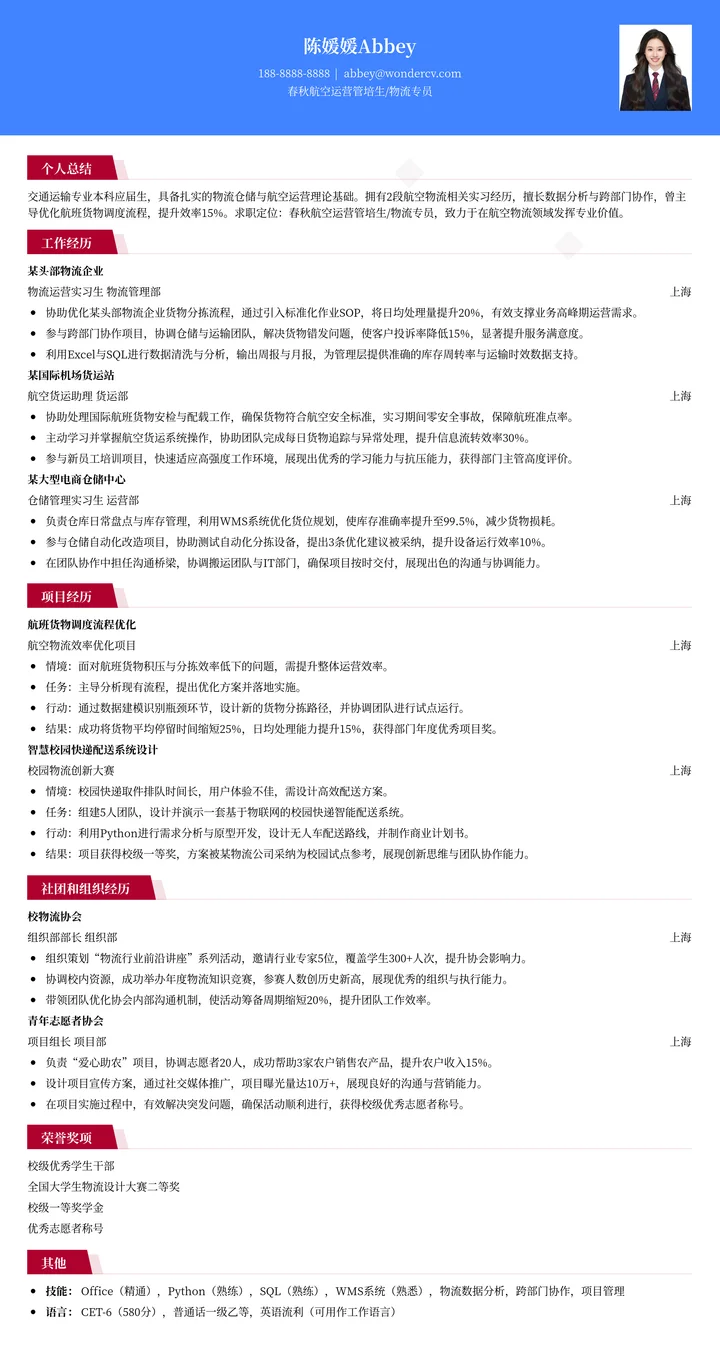 陈媛媛Abbey
188-8888-8888 | abbey@wondercv.com
春秋航空运营管培生/物流专员
个人总结
交通运输专业本科应届生，具备扎实的物流仓储与航空运营理论基础。拥有2段航空物流相关实习经历，擅长数据分析与跨部门协作，曾主
导优化航班货物调度流程，提升效率15%。求职定位：春秋航空运营管培生/物流专员，致力于在航空物流领域发挥专业价值。
工作经历
某头部物流企业
物流运营实习生 物流管理部 上海
• 协助优化某头部物流企业货物分拣流程，通过引入标准化作业SOP，将日均处理量提升20%，有效支撑业务高峰期运营需求。
• 参与跨部门协作项目，协调仓储与运输团队，解决货物错发问题，使客户投诉率降低15%，显著提升服务满意度。
• 利用Excel与SQL进行数据清洗与分析，输出周报与月报，为管理层提供准确的库存周转率与运输时效数据支持。
某国际机场货运站
航空货运助理 货运部 上海
• 协助处理国际航班货物安检与配载工作，确保货物符合航空安全标准，实习期间零安全事故，保障航班准点率。
• 主动学习并掌握航空货运系统操作，协助团队完成每日货物追踪与异常处理，提升信息流转效率30%。
• 参与新员工培训项目，快速适应高强度工作环境，展现出优秀的学习能力与抗压能力，获得部门主管高度评价。
某大型电商仓储中心
仓储管理实习生 运营部 上海
• 负责仓库日常盘点与库存管理，利用WMS系统优化货位规划，使库存准确率提升至99.5%，减少货物损耗。
• 参与仓储自动化改造项目，协助测试自动化分拣设备，提出3条优化建议被采纳，提升设备运行效率10%。
• 在团队协作中担任沟通桥梁，协调搬运团队与IT部门，确保项目按时交付，展现出色的沟通与协调能力。
项目经历
航班货物调度流程优化
航空物流效率优化项目 上海
• 情境：面对航班货物积压与分拣效率低下的问题，需提升整体运营效率。
• 任务：主导分析现有流程，提出优化方案并落地实施。
• 行动：通过数据建模识别瓶颈环节，设计新的货物分拣路径，并协调团队进行试点运行。
• 结果：成功将货物平均停留时间缩短25%，日均处理能力提升15%，获得部门年度优秀项目奖。
智慧校园快递配送系统设计
校园物流创新大赛 上海
• 情境：校园快递取件排队时间长，用户体验不佳，需设计高效配送方案。
• 任务：组建5人团队，设计并演示一套基于物联网的校园快递智能配送系统。
• 行动：利用Python进行需求分析与原型开发，设计无人车配送路线，并制作商业计划书。
• 结果：项目获得校级一等奖，方案被某物流公司采纳为校园试点参考，展现创新思维与团队协作能力。
社团和组织经历
校物流协会
组织部部长 组织部 上海
• 组织策划“物流行业前沿讲座”系列活动，邀请行业专家5位，覆盖学生300+人次，提升协会影响力。
• 协调校内资源，成功举办年度物流知识竞赛，参赛人数创历史新高，展现优秀的组织与执行能力。
• 带领团队优化协会内部沟通机制，使活动筹备周期缩短20%，提升团队工作效率。
青年志愿者协会
项目组长 项目部 上海
• 负责“爱心助农”项目，协调志愿者20人，成功帮助3家农户销售农产品，提升农户收入15%。
• 设计项目宣传方案，通过社交媒体推广，项目曝光量达10万+，展现良好的沟通与营销能力。
• 在项目实施过程中，有效解决突发问题，确保活动顺利进行，获得校级优秀志愿者称号。
荣誉奖项
校级优秀学生干部
全国大学生物流设计大赛二等奖
校级一等奖学金
优秀志愿者称号
其他
• 技能： Office（精通），Python（熟练），SQL（熟练），WMS系统（熟悉），物流数据分析，跨部门协作，项目管理
• 语言： CET-6（580分），普通话一级乙等，英语流利（可用作工作语言）